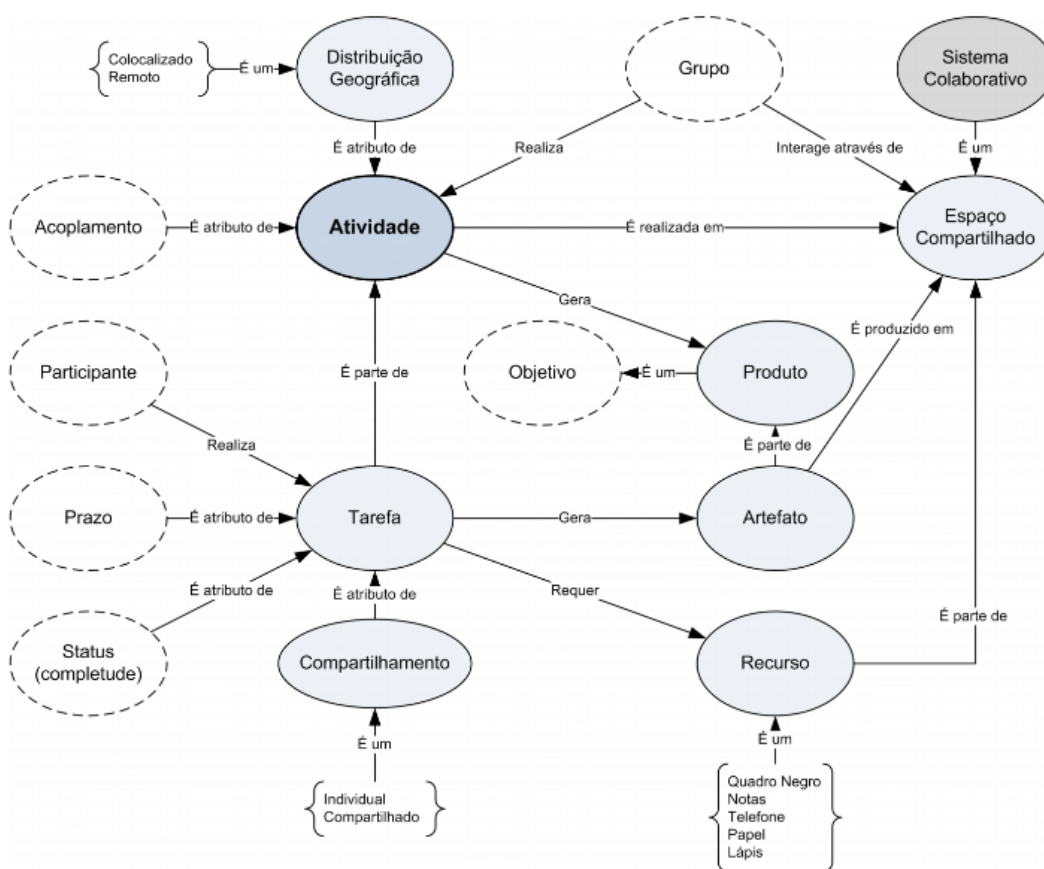 Colocalizado
Remoto
É um
Distribuição
Geográfica
Grupo
Sistema
Colaborativo
É atributo de
Realiza
Interage através de
É um
Acoplamento
É atributo de
Atividade
É realizada em
Espaço
Compartilhado
Gera
É produzido em
Participante
É parte de
Objetivo
É um
Produto
Realiza
É parte de
Prazo
É atributo de
Tarefa
Gera
Artefato
É atributo de
É atributo de
Requer
É parte de
Status
(completude)
Compartilhamento
Recurso
É um
É um
Individual
Compartilhado
Quadro Negro
Notas
Telefone
Papel
Lápis